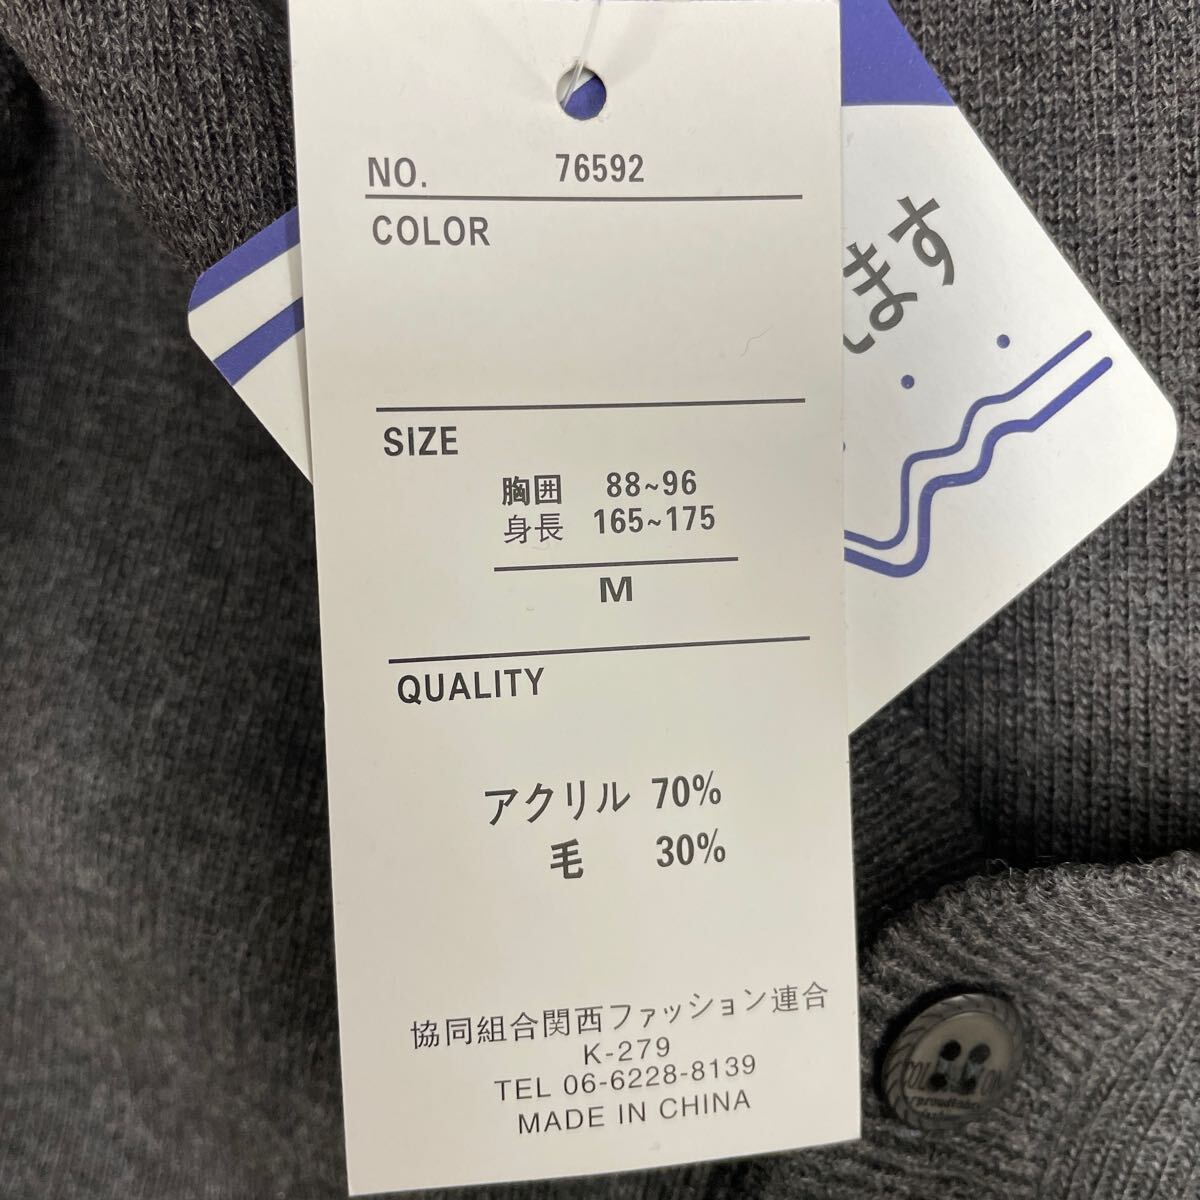 NO. 76592
COLOR
SIZE
胸囲 88~96
身長 165~175
M
QUALITY
アクリル 70%
毛 30%
協同組合関西ファッション連合
K-279
TEL 06-6228-8139
MADE IN CHINA
ます